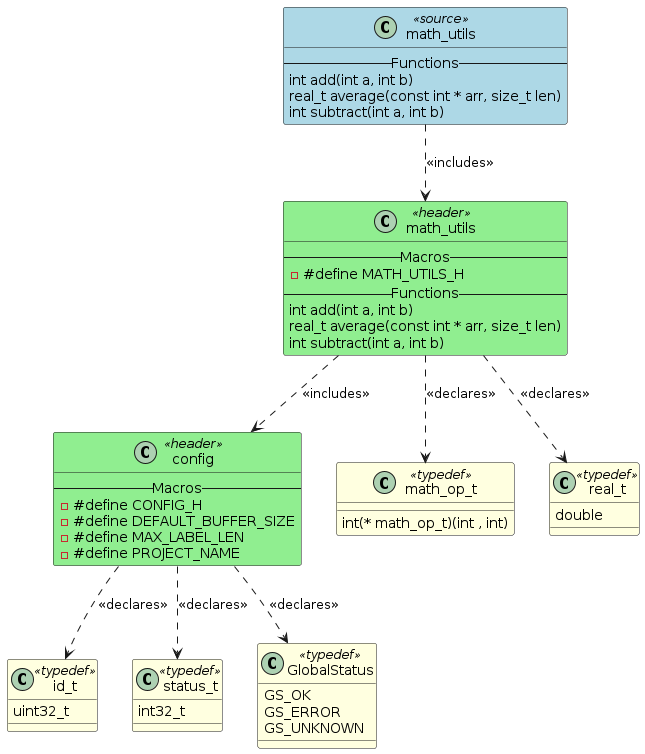 C
«source»
math_utils
Functions
int add(int a, int b)
real_t average(const int * arr, size_t len)
int subtract(int a, int b)
«includes»
C
«header»
math_utils
Macros
#define MATH_UTILS_H
Functions
int add(int a, int b)
real_t average(const int * arr, size_t len)
int subtract(int a, int b)
«includes»
«declares»
«declares»
C
«header»
config
Macros
#define CONFIG_H
#define DEFAULT_BUFFER_SIZE
#define MAX_LABEL_LEN
#define PROJECT_NAME
C
«typedef»
math_op_t
int(* math_op_t)(int , int)
C
«typedef»
real_t
double
«declares»
«declares»
«declares»
C
«typedef»
id_t
uint32_t
C
«typedef»
status_t
int32_t
C
«typedef»
GlobalStatus
GS_OK
GS_ERROR
GS_UNKNOWN